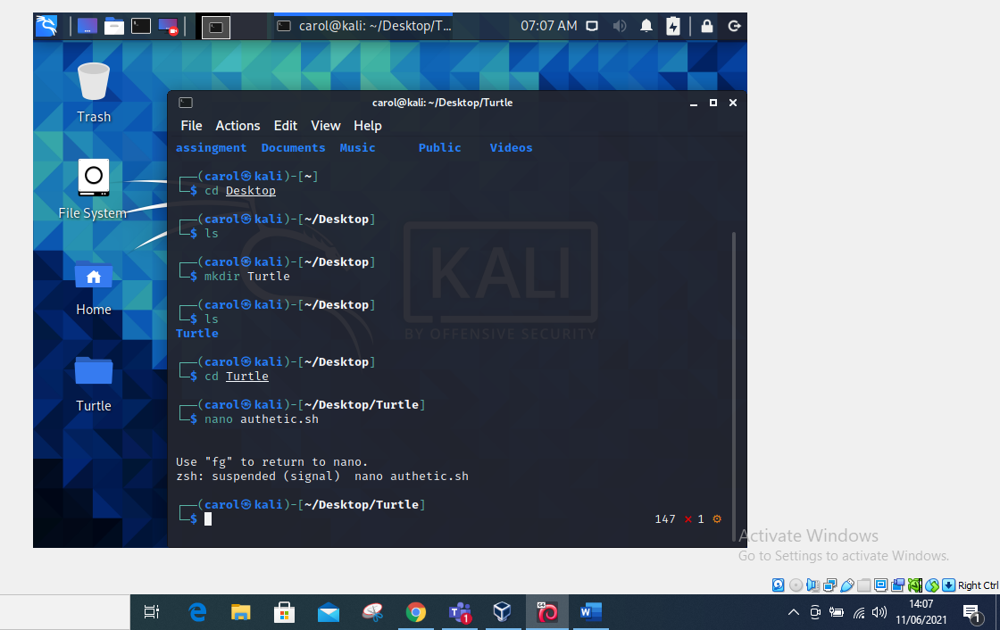 carol@kali: ~/Desktop/T...
07:07 AM
Trash
File System
Home
Turtle
carol@kali: ~/Desktop/Turtle
File Actions Edit View Help
assingment Documents Music Public Videos
┌──(carol㉿kali)-[~]
└─$ cd Desktop
┌──(carol㉿kali)-[~/Desktop]
└─$ ls
┌──(carol㉿kali)-[~/Desktop]
└─$ mkdir Turtle
┌──(carol㉿kali)-[~/Desktop]
└─$ ls
Turtle
┌──(carol㉿kali)-[~/Desktop]
└─$ cd Turtle
┌──(carol㉿kali)-[~/Desktop/Turtle]
└─$ nano authetic.sh
Use "fg" to return to nano.
zsh: suspended (signal)  nano authetic.sh
┌──(carol㉿kali)-[~/Desktop/Turtle]
└─$
147 ⨯ 1 ⚙
KALI
BY OFFENSIVE SECURITY
Activate Windows
Go to Settings to activate Windows.
Right Ctrl
64
1
W
14:07
11/06/2021
1